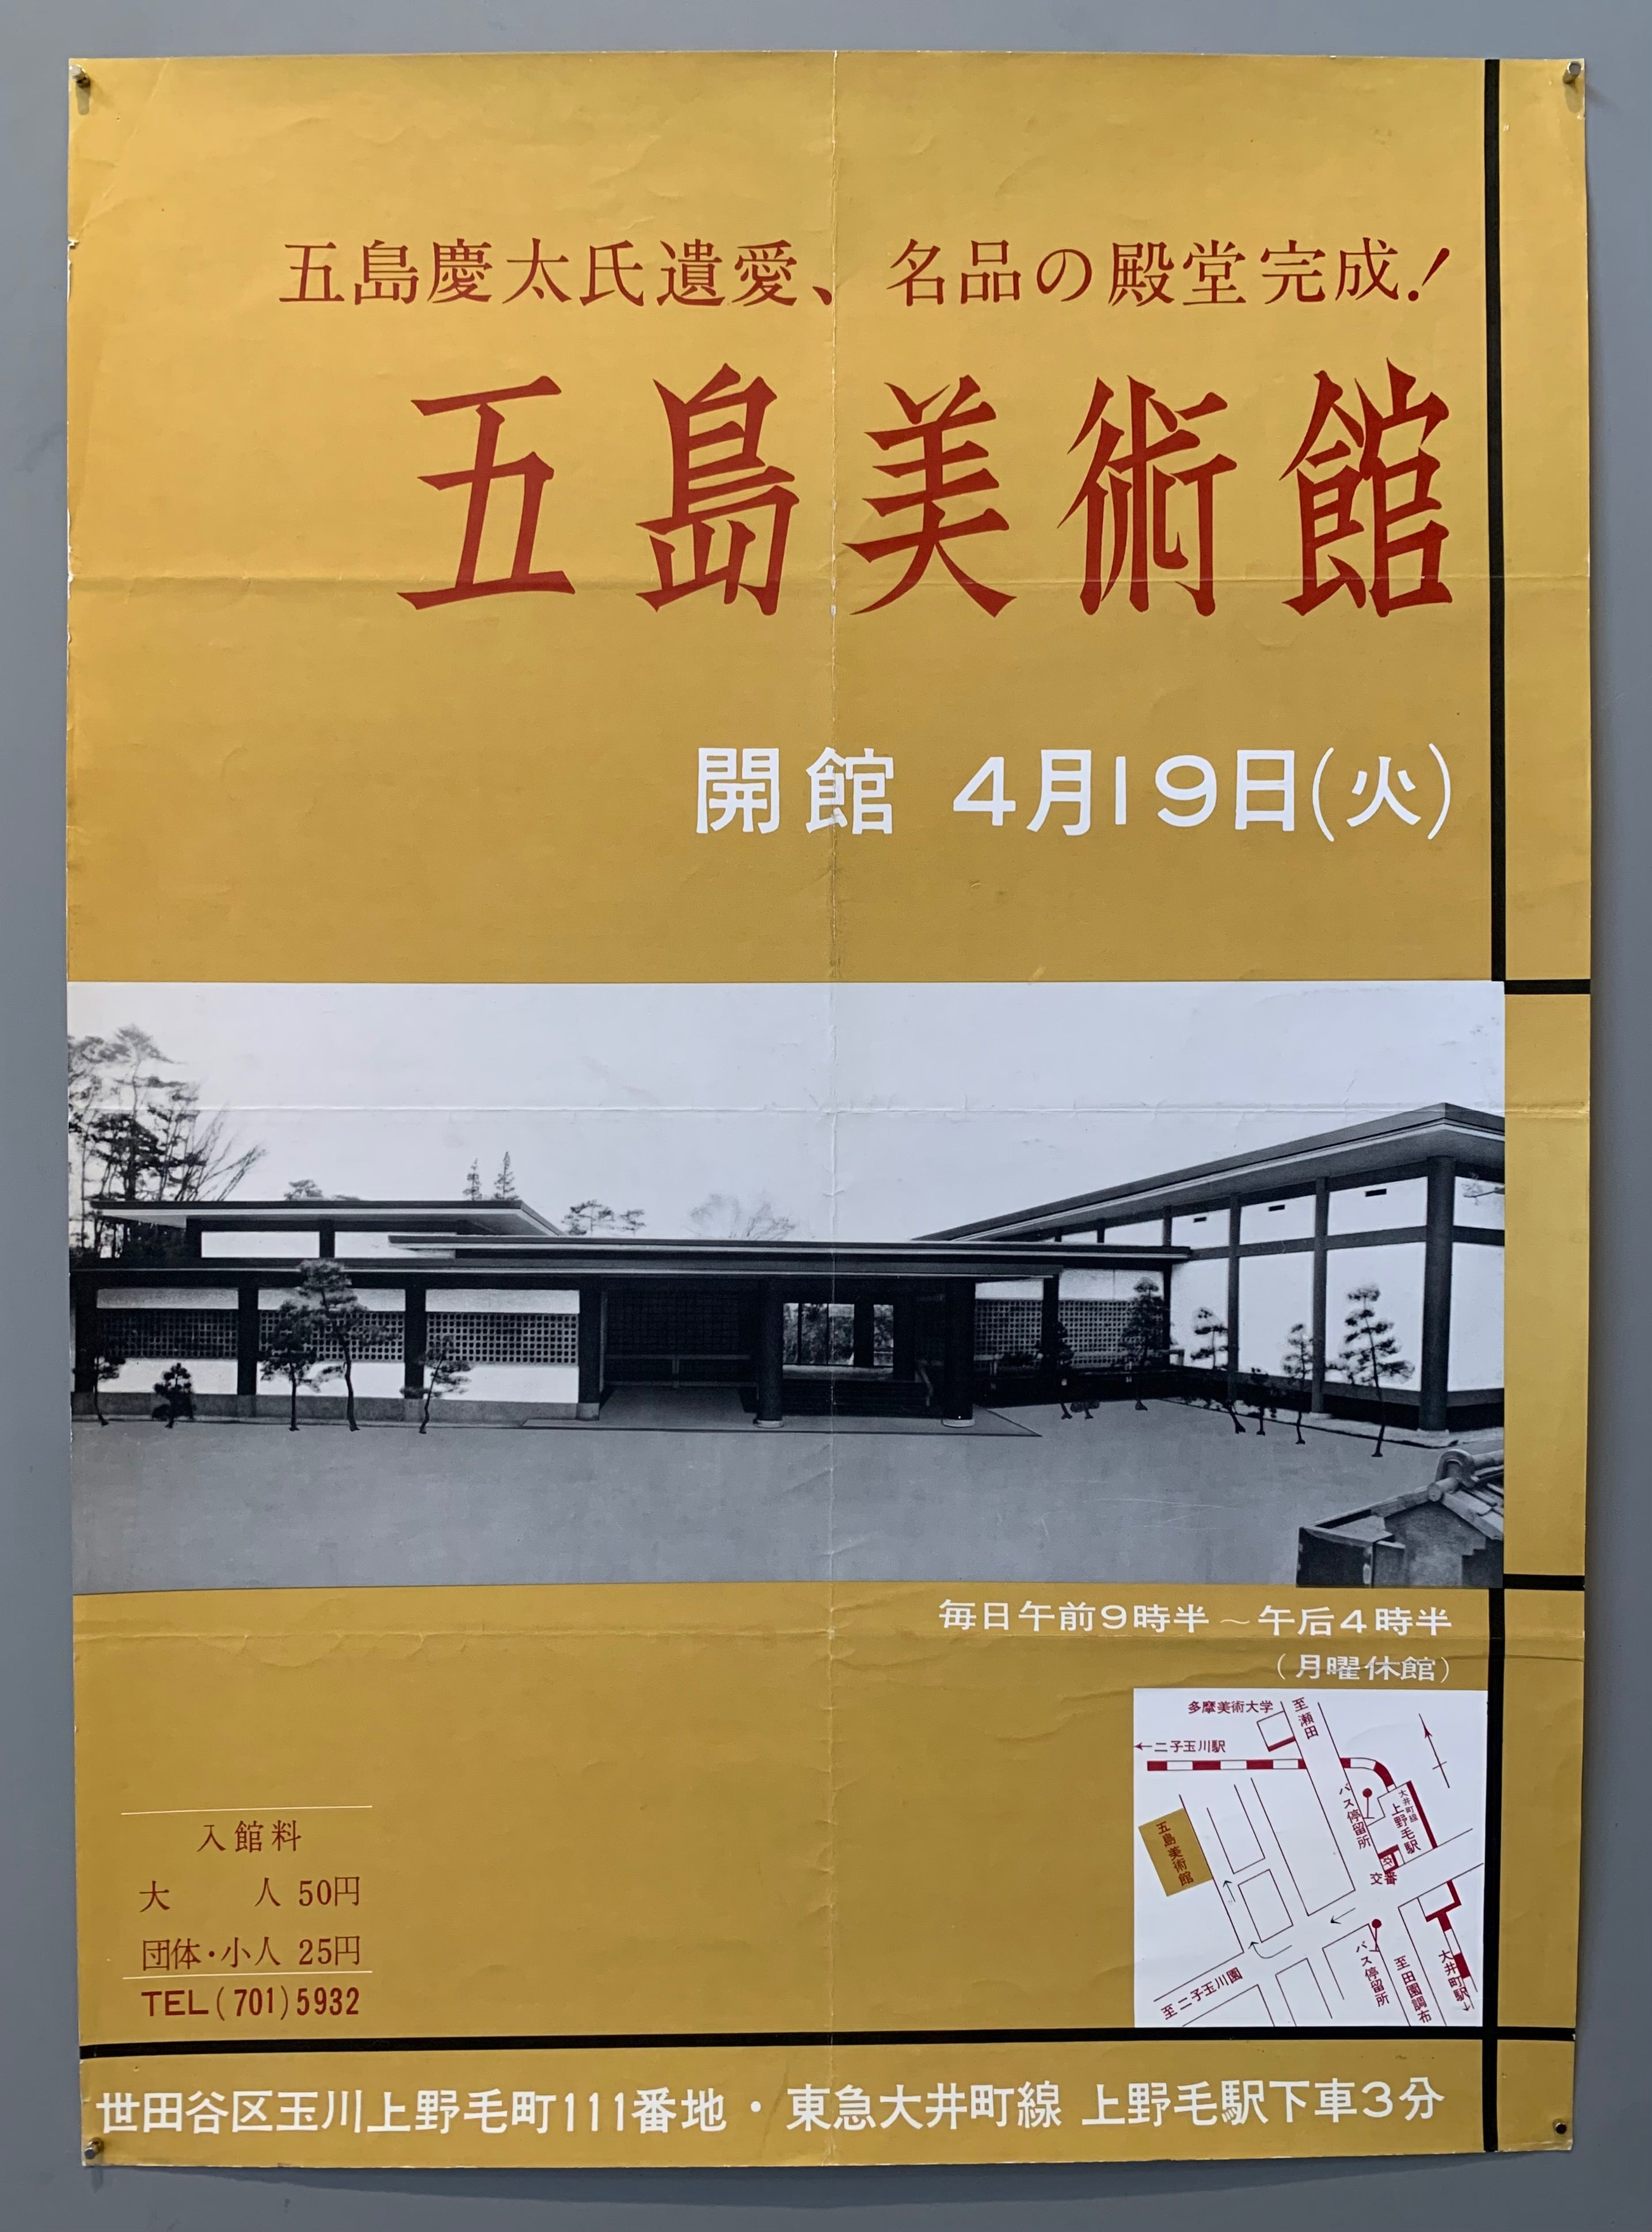 五島慶太氏遺愛、名品の殿堂完成!
五島美術館
開館 4月19日(火)
毎日午前9時半~午后4時半
(月曜休館)
多摩美術大学
至瀬田
←二子玉川駅
バス停留所
大井町線
上野毛駅
五島美術館
交番
至二子玉川園
バス停留所
至田園調布
大井町駅→
入館料
大人 50円
団体・小人 25円
TEL(701)5932
世田谷区玉川上野毛町111番地・東急大井町線 上野毛駅下車3分